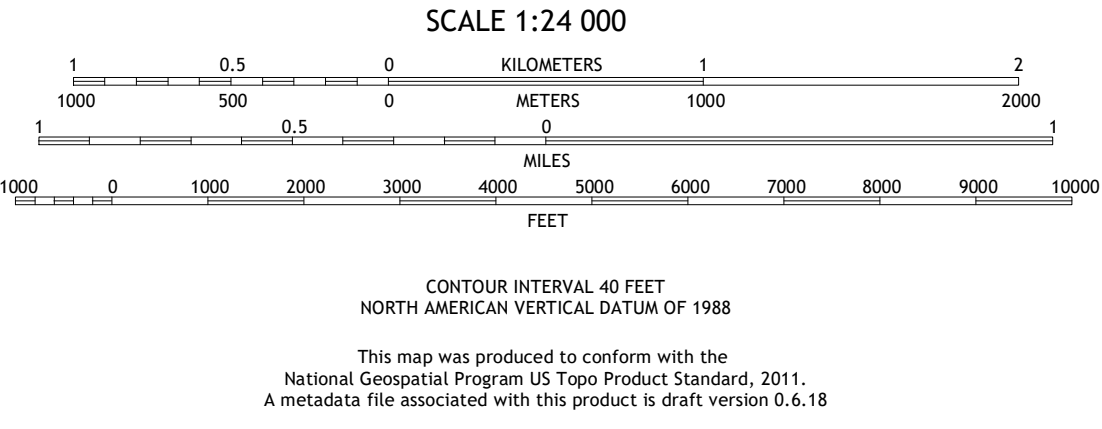 SCALE 1:24 000
1 0.5 0 KILOMETERS 1 2
1000 500 0 METERS 1000 2000
1 0.5 0 1
MILES
1000 0 1000 2000 3000 4000 5000 6000 7000 8000 9000 10000
FEET
CONTOUR INTERVAL 40 FEET
NORTH AMERICAN VERTICAL DATUM OF 1988
This map was produced to conform with the
National Geospatial Program US Topo Product Standard, 2011.
A metadata file associated with this product is draft version 0.6.18